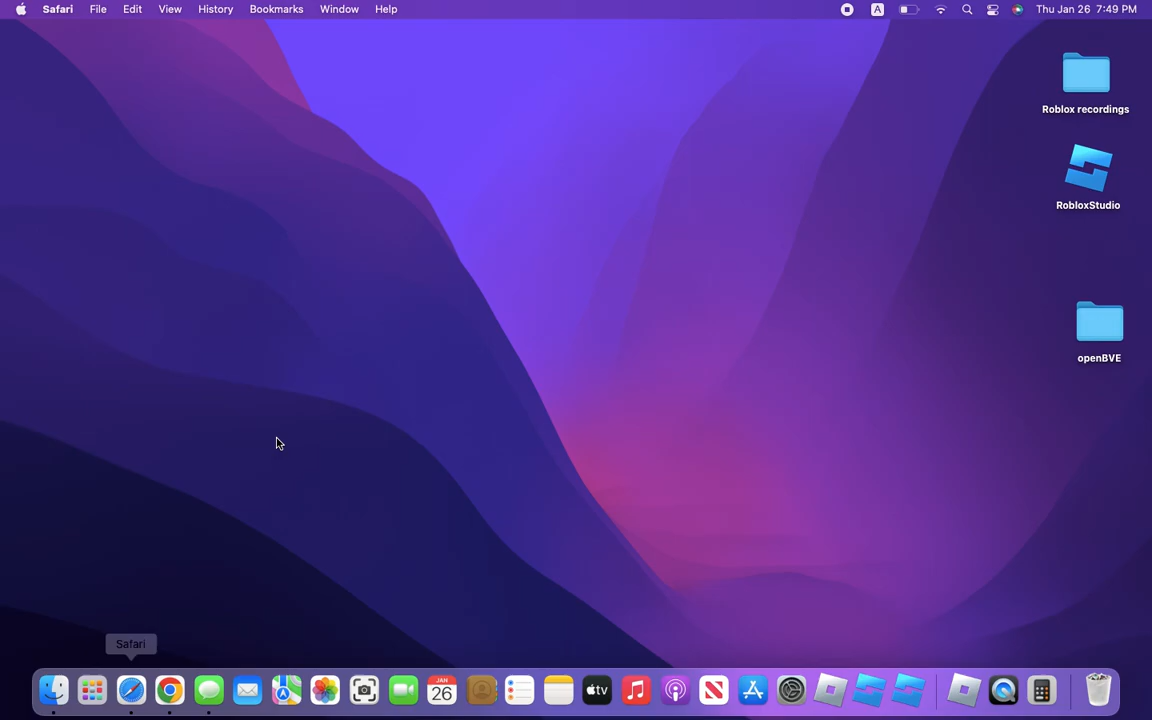 Safari File Edit View History Bookmarks Window Help A Thu Jan 26 7:49 PM
Roblox recordings
RobloxStudio
openBVE
Safari
JAN
26
tv